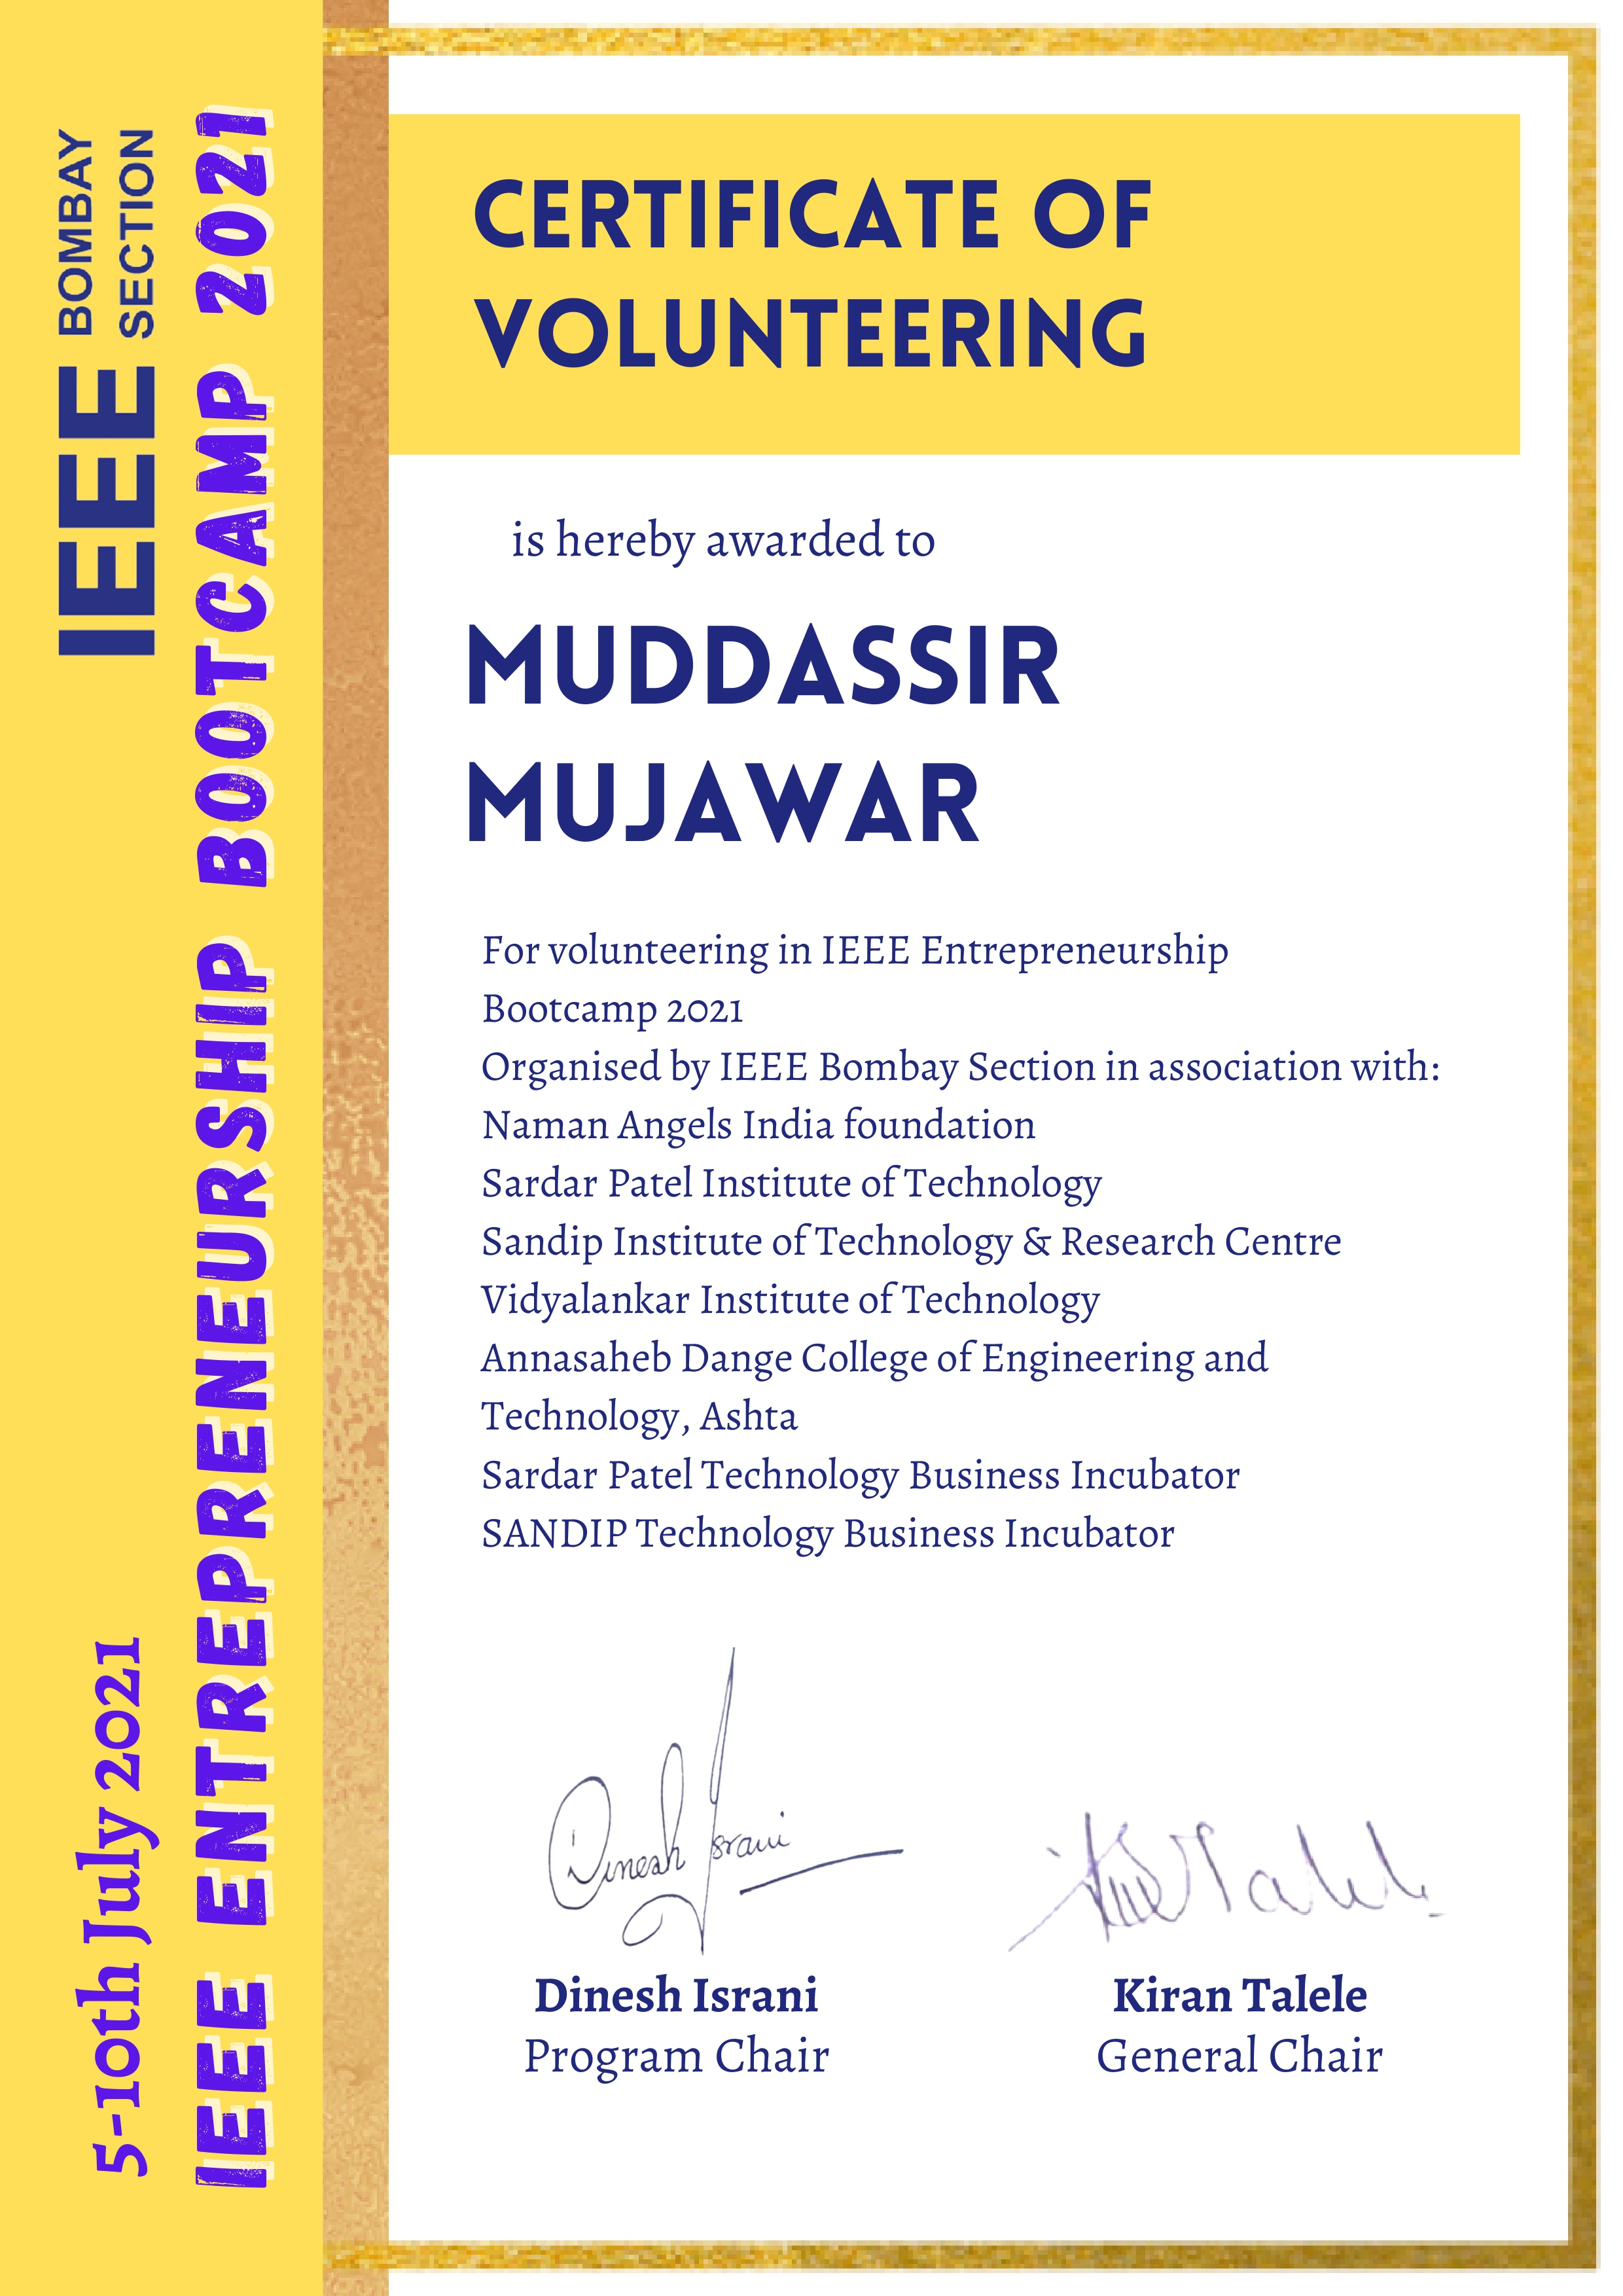 IEEE BOMBAY SECTION
IEEE ENTREPRENEURSHIP BOOTCAMP 2021
5-10th July 2021
CERTIFICATE OF
VOLUNTEERING
is hereby awarded to
MUDDASSIR
MUJAWAR
For volunteering in IEEE Entrepreneurship
Bootcamp 2021
Organised by IEEE Bombay Section in association with:
Naman Angels India foundation
Sardar Patel Institute of Technology
Sandip Institute of Technology & Research Centre
Vidyalankar Institute of Technology
Annasaheb Dange College of Engineering and
Technology, Ashta
Sardar Patel Technology Business Incubator
SANDIP Technology Business Incubator
Dinesh Israni
Talele
Dinesh Israni
Program Chair
Kiran Talele
General Chair